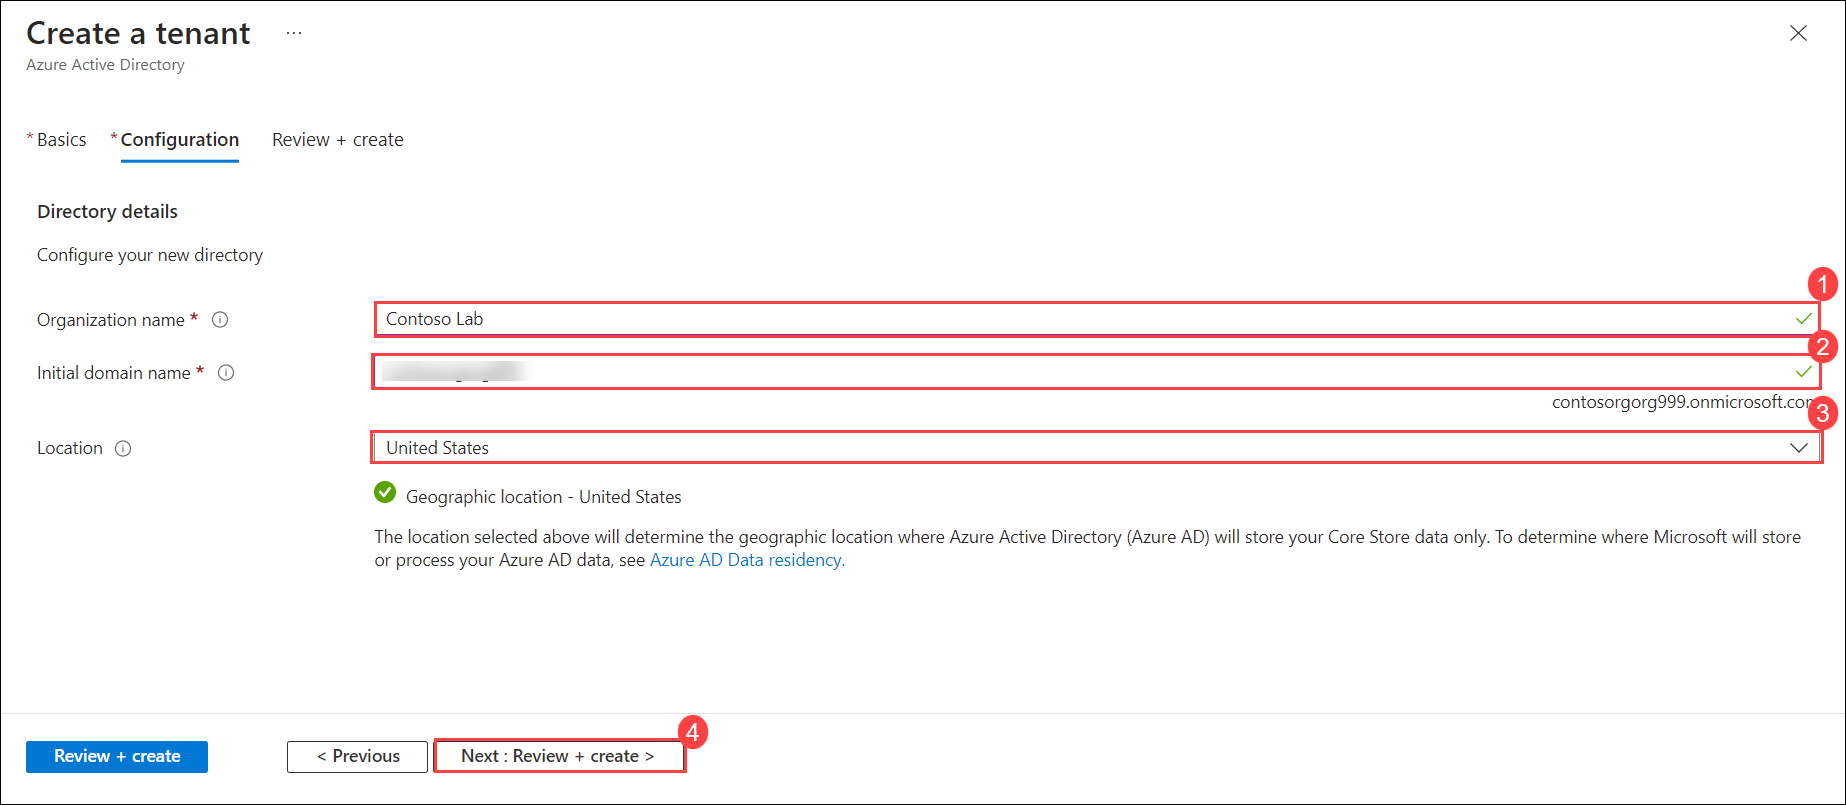 Create a tenant ...
Azure Active Directory
* Basics * Configuration Review + create
Directory details
Configure your new directory
1
Organization name * Contoso Lab
2
Initial domain name *
contosorgorg999.onmicrosoft.com
3
Location United States
Geographic location - United States
The location selected above will determine the geographic location where Azure Active Directory (Azure AD) will store your Core Store data only. To determine where Microsoft will store
or process your Azure AD data, see Azure AD Data residency.
4
Review + create < Previous Next : Review + create >